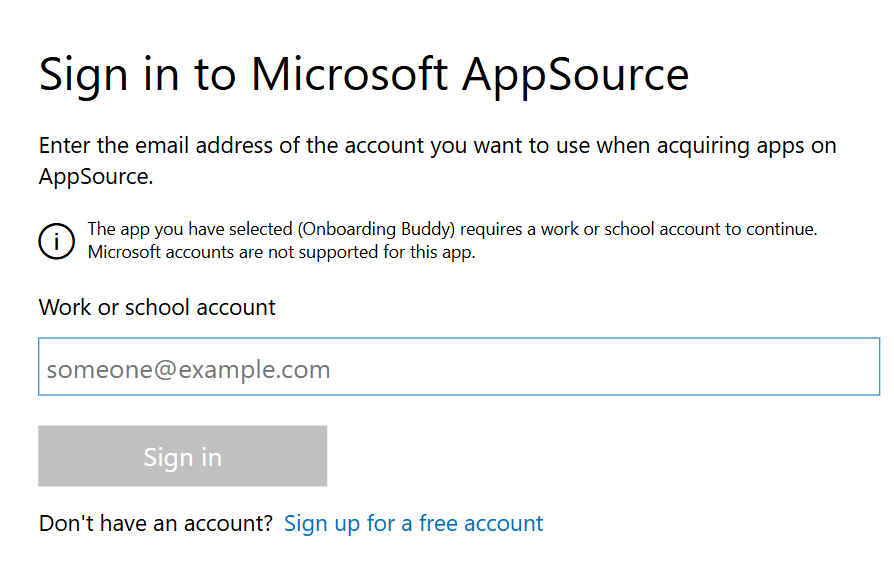 Sign in to Microsoft AppSource
Enter the email address of the account you want to use when acquiring apps on
AppSource.
The app you have selected (Onboarding Buddy) requires a work or school account to continue.
Microsoft accounts are not supported for this app.
Work or school account
someone@example.com
Sign in
Don't have an account? Sign up for a free account